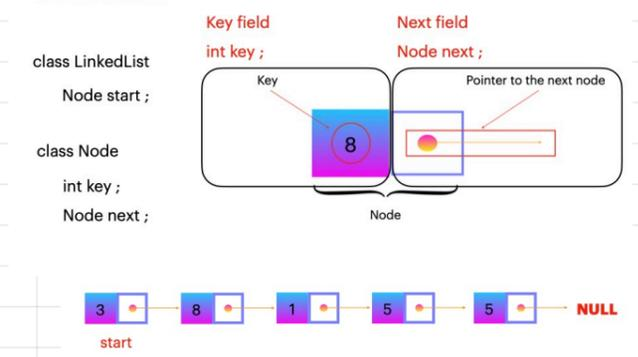 Key field
Next field
int key ;
Node next ;
class LinkedList
Node start ;
Key
Pointer to the next node
8
class Node
int key ;
Node next ;
Node
3 8 1 5 5 NULL
start